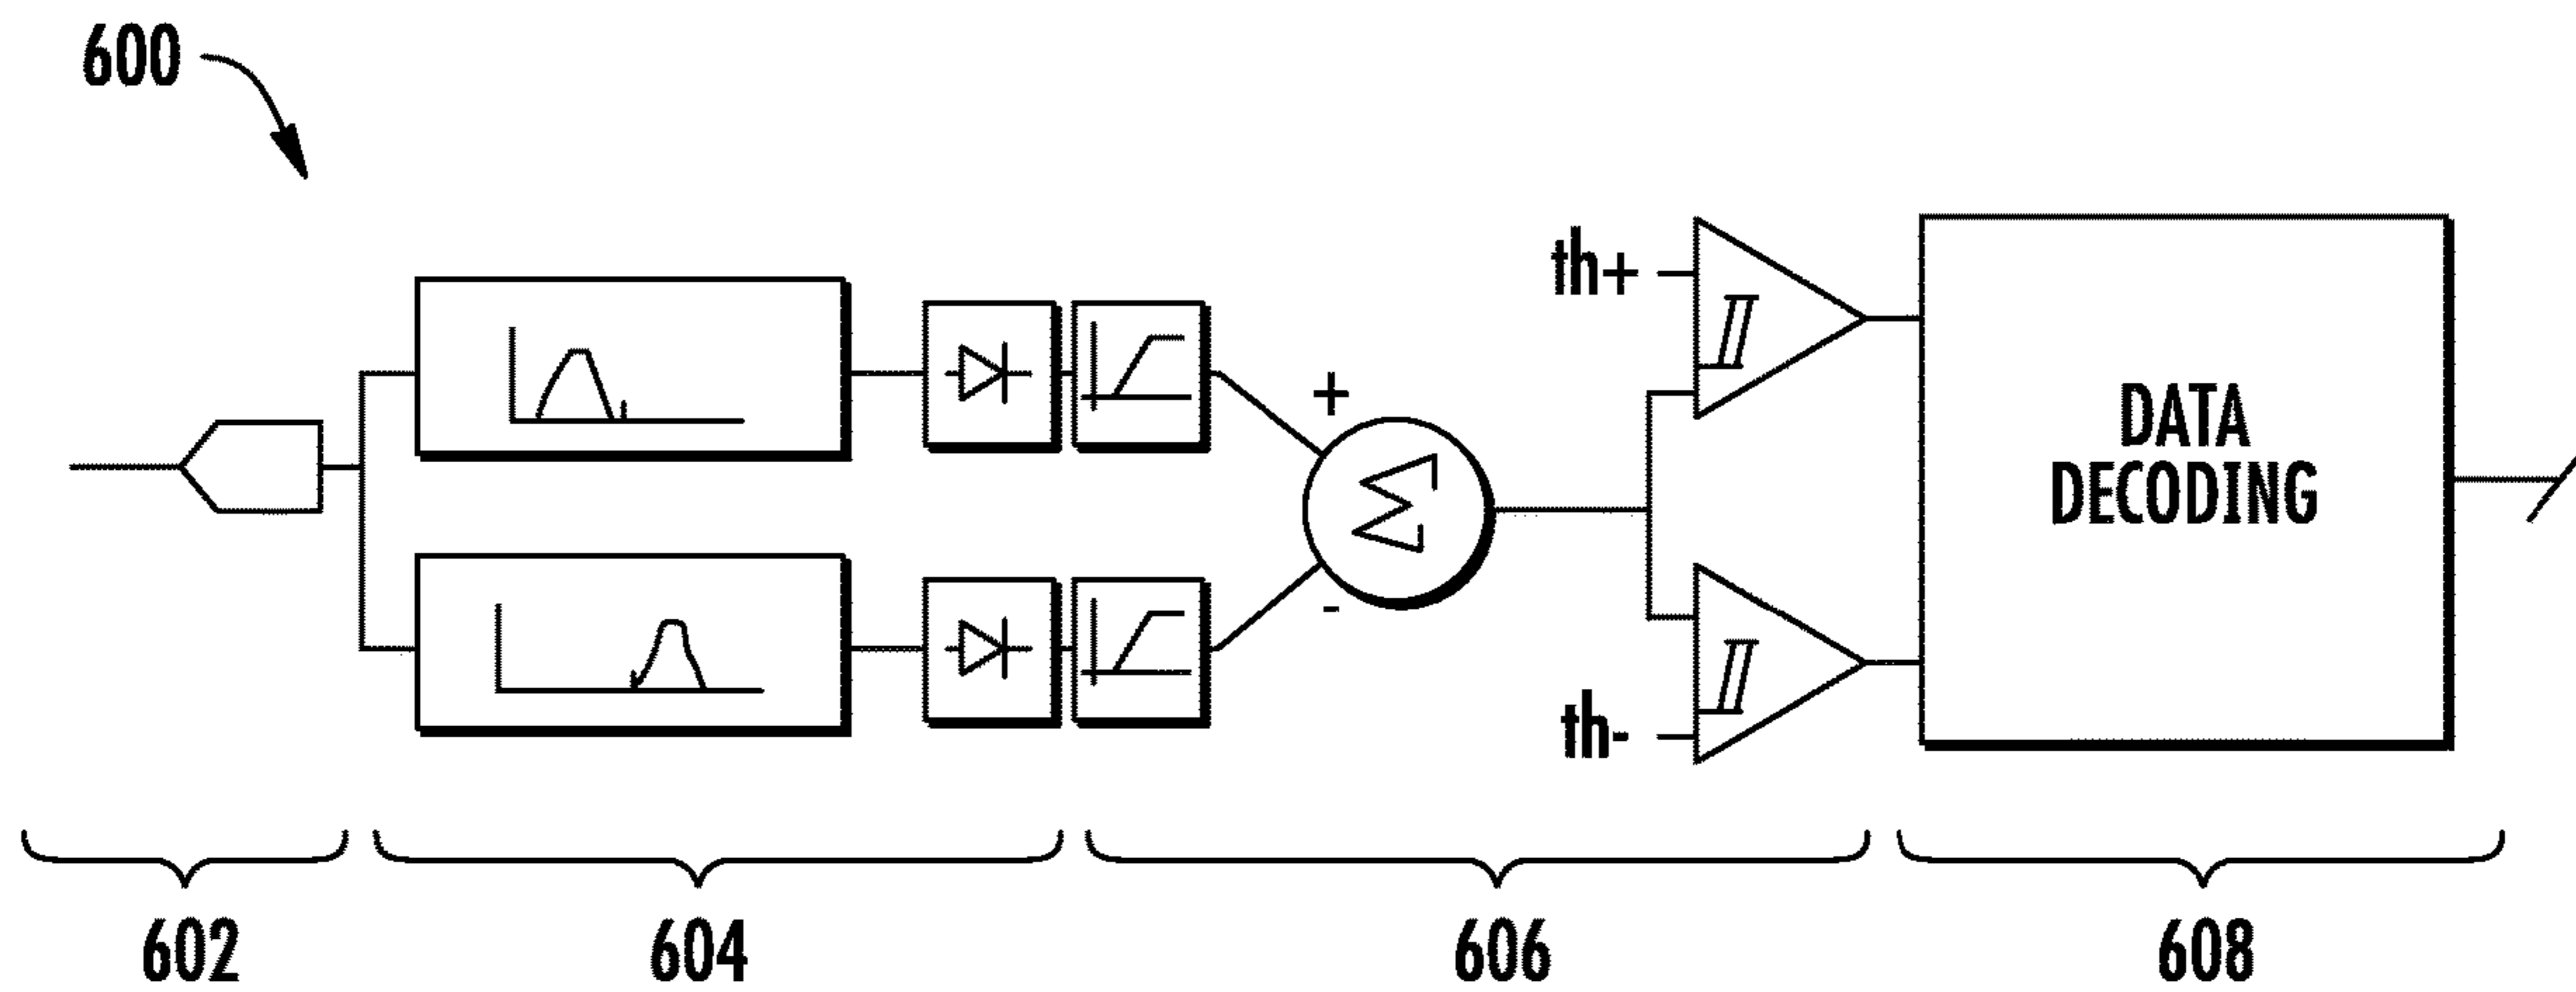 600
th+
+
Σ
-
th-
DATA
DECODING
602
604
606
608